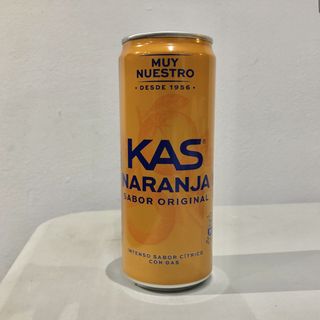 MUY
NUESTRO
· DESDE 1956 ·
KAS®
NARANJA
SABOR ORIGINAL
INTENSO SABOR CÍTRICO
CON GAS